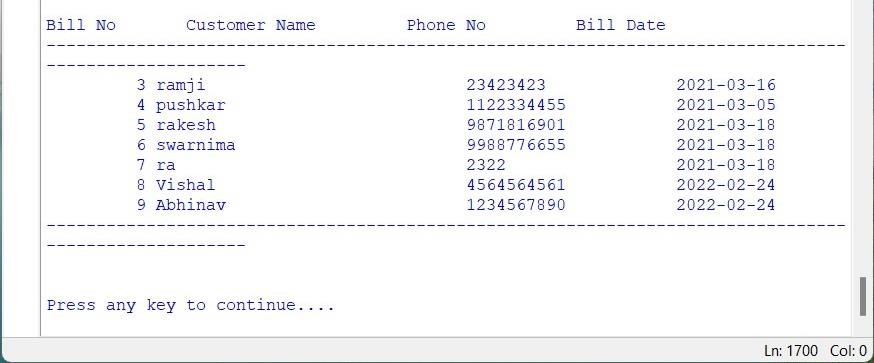 Bill No Customer Name Phone No Bill Date
--------------------------------------------------------------------------------
--------------------
3 ramji 23423423 2021-03-16
4 pushkar 1122334455 2021-03-05
5 rakesh 9871816901 2021-03-18
6 swarnima 9988776655 2021-03-18
7 ra 2322 2021-03-18
8 Vishal 4564564561 2022-02-24
9 Abhinav 1234567890 2022-02-24
--------------------------------------------------------------------------------
--------------------
Press any key to continue....
Ln: 1700 Col: 0